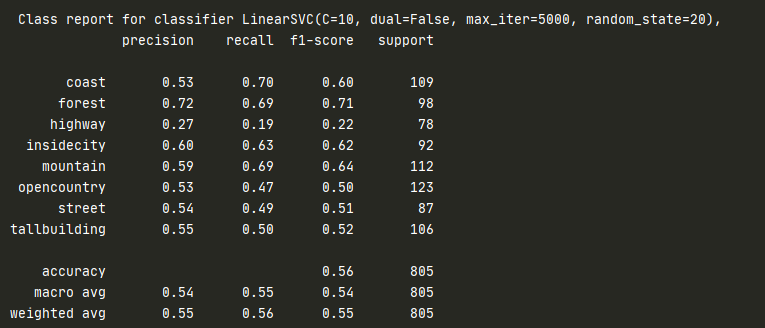 Class report for classifier LinearSVC(C=10, dual=False, max_iter=5000, random_state=20),
precision recall f1-score support
coast 0.53 0.70 0.60 109
forest 0.72 0.69 0.71 98
highway 0.27 0.19 0.22 78
insidecity 0.60 0.63 0.62 92
mountain 0.59 0.69 0.64 112
opencountry 0.53 0.47 0.50 123
street 0.54 0.49 0.51 87
tallbuilding 0.55 0.50 0.52 106
accuracy 0.56 805
macro avg 0.54 0.55 0.54 805
weighted avg 0.55 0.56 0.55 805